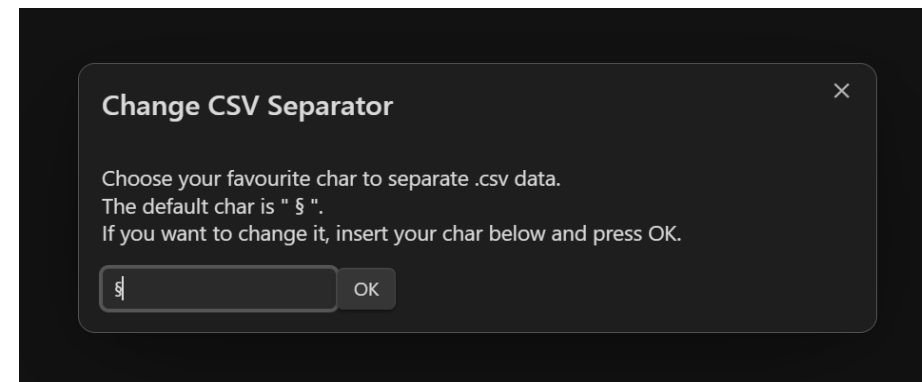 Change CSV Separator
Choose your favourite char to separate .csv data.
The default char is " § ".
If you want to change it, insert your char below and press OK.
§ OK